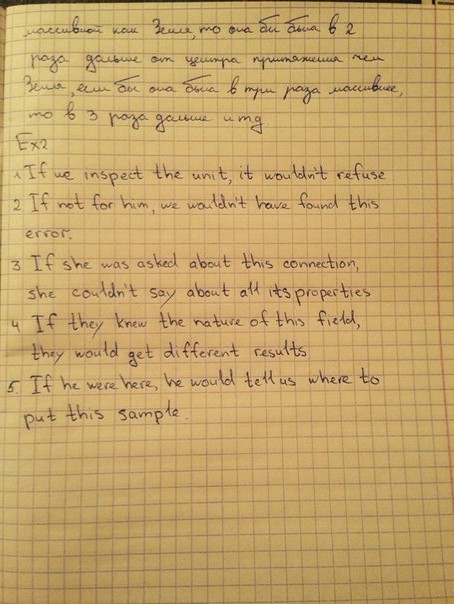 массивной как Земля, то она бы была в 2
раза дальше от центра притяжения чем
Земля, если бы она была в три раза массивнее,
то в 3 раза дальше итд
Ex2
1 If we inspect the unit, it wouldn't refuse
2 If not for him, we wouldn't have found this
error.
3 If she was asked about this connection,
she couldn't say about all its properties
4 If they knew the nature of this field,
they would get different results
5. If he were here, he would tell us where to
put this sample.